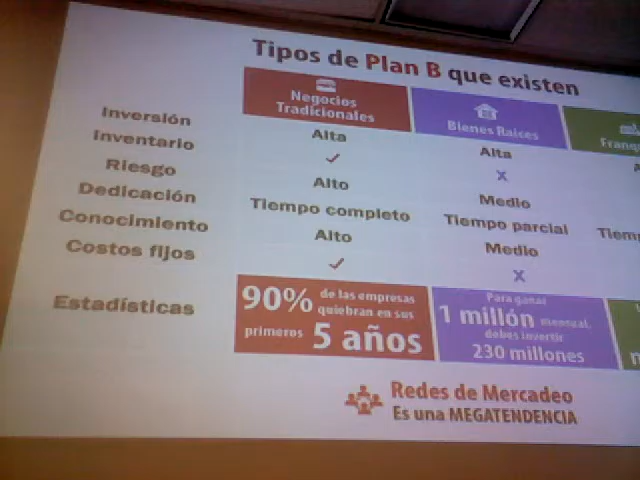 Tipos de Plan B que existen
Negocios
Tradicionales
Bienes Raíces
Inversión
Alta
Alta
Inventario
✓
X
Riesgo
Alto
Medio
Dedicación
Tiempo completo
Tiempo parcial
Conocimiento
Alto
Medio
Costos fijos
✓
X
Estadísticas
90% de las empresas
quiebran en sus
primeros 5 años
Para ganar
1 millón mensual,
debes invertir
230 millones
Redes de Mercadeo
Es una MEGATENDENCIA